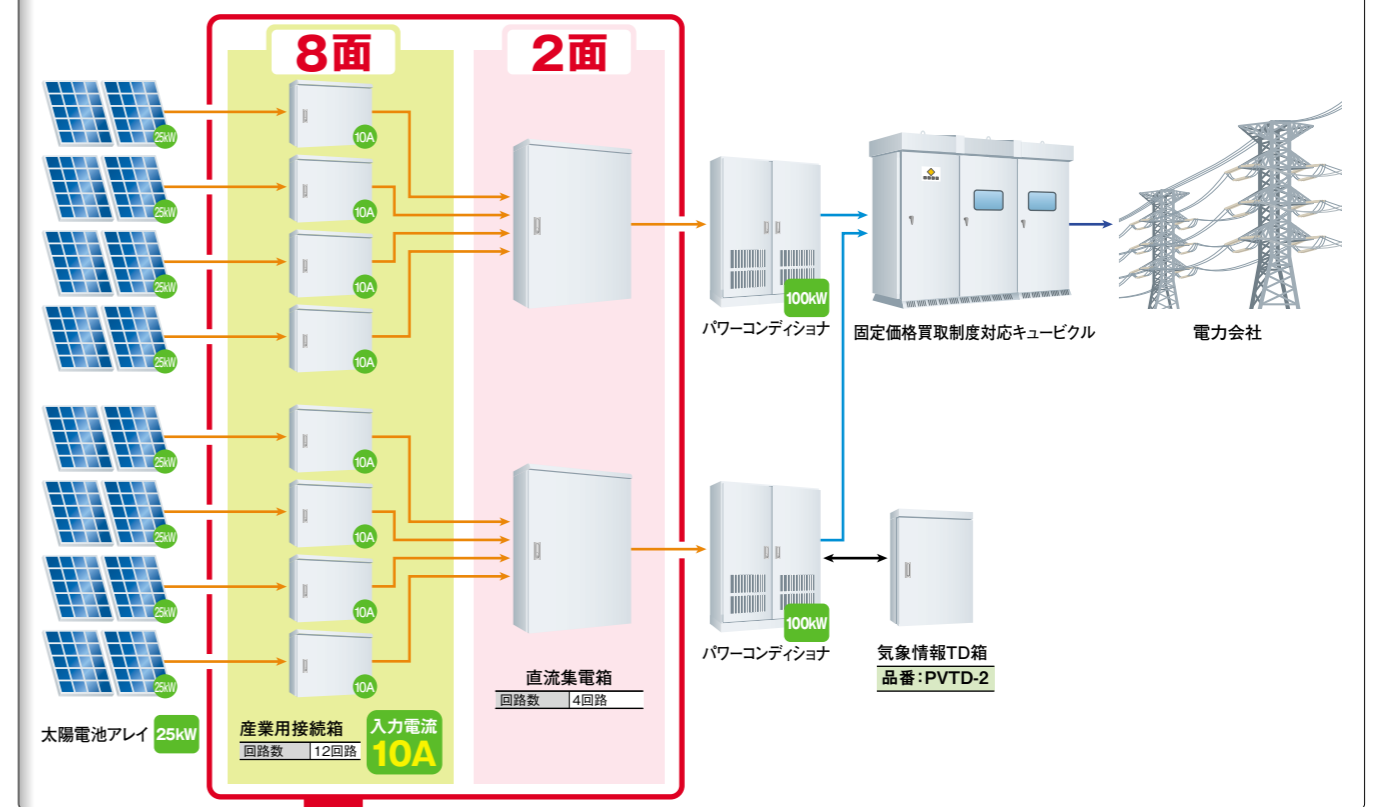 8面
2面
25kW
10A
25kW
10A
25kW
10A
25kW
10A
100kW
パワーコンディショナ
固定価格買取制度対応キュービクル
電力会社
25kW
10A
25kW
10A
25kW
10A
25kW
10A
100kW
パワーコンディショナ
気象情報TD箱
品番:PVTD-2
直流集電箱
回路数 4回路
太陽電池アレイ 25kW
産業用接続箱
回路数 12回路
入力電流
10A